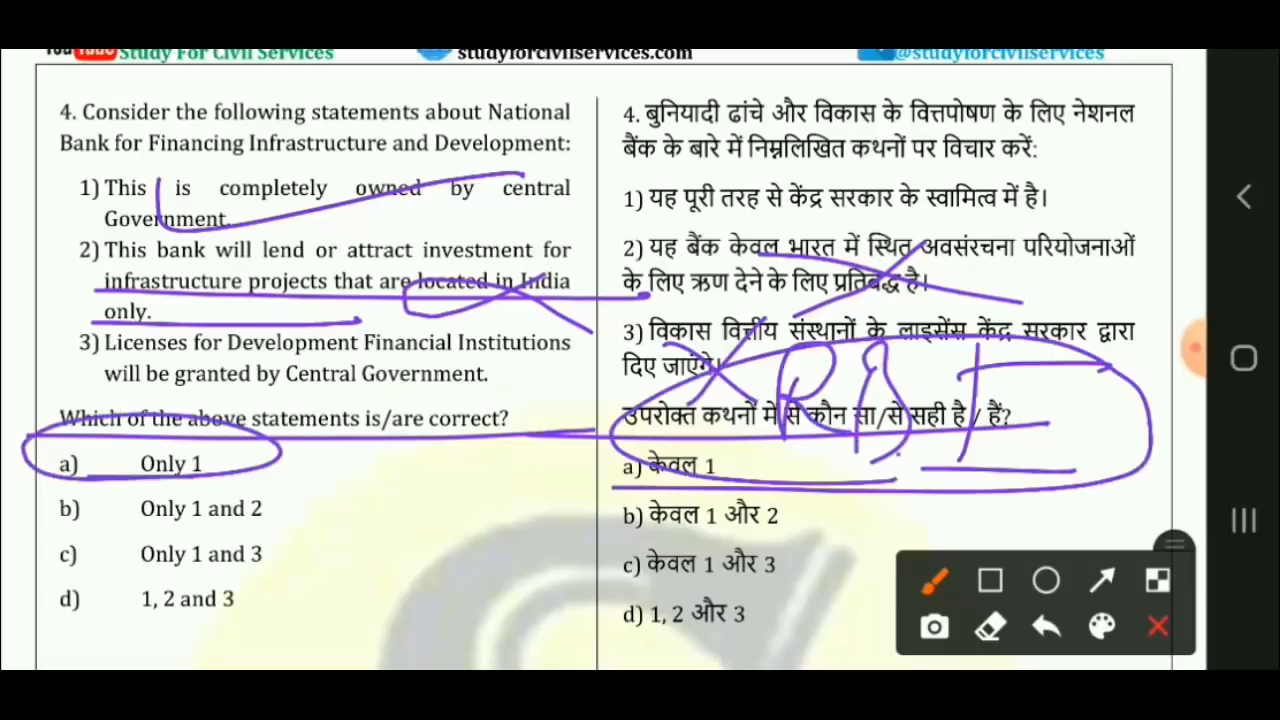 YouTube Study For Civil Services
studyforcivilservices.com
@studyforcivilservices
4. Consider the following statements about National
Bank for Financing Infrastructure and Development:
1) This is completely owned by central
Government.
2) This bank will lend or attract investment for
infrastructure projects that are located in India
only.
3) Licenses for Development Financial Institutions
will be granted by Central Government.
Which of the above statements is/are correct?
a) Only 1
b) Only 1 and 2
c) Only 1 and 3
d) 1, 2 and 3
4. बुनियादी ढांचे और विकास के वित्तपोषण के लिए नेशनल
बैंक के बारे में निम्नलिखित कथनों पर विचार करें:
1) यह पूरी तरह से केंद्र सरकार के स्वामित्व में है।
2) यह बैंक केवल भारत में स्थित अवसंरचना परियोजनाओं
के लिए ऋण देने के लिए प्रतिबद्ध है।
3) विकास वित्तीय संस्थानों के लाइसेंस केंद्र सरकार द्वारा
दिए जाएंगे।
RBI
उपरोक्त कथनों में से कौन सा/से सही है / हैं?
a) केवल 1
b) केवल 1 और 2
c) केवल 1 और 3
d) 1, 2 और 3